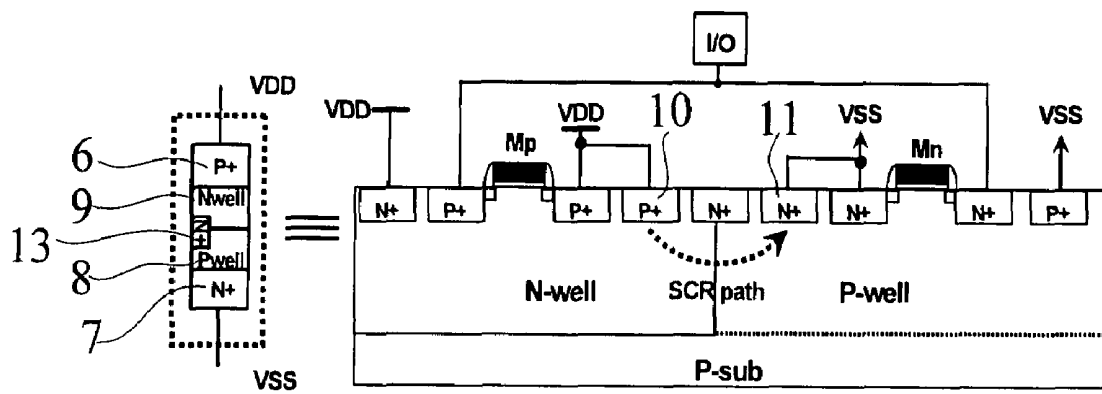 I/O
VDD
VDD
VDD
10
11
VSS
VSS
Mp
Mn
6
P+
9
Nwell
N+
P+
P+
P+
N+
N+
N+
N+
P+
13
+
8
Pwell
N-well
SCR path
P-well
7
N+
VSS
P-sub